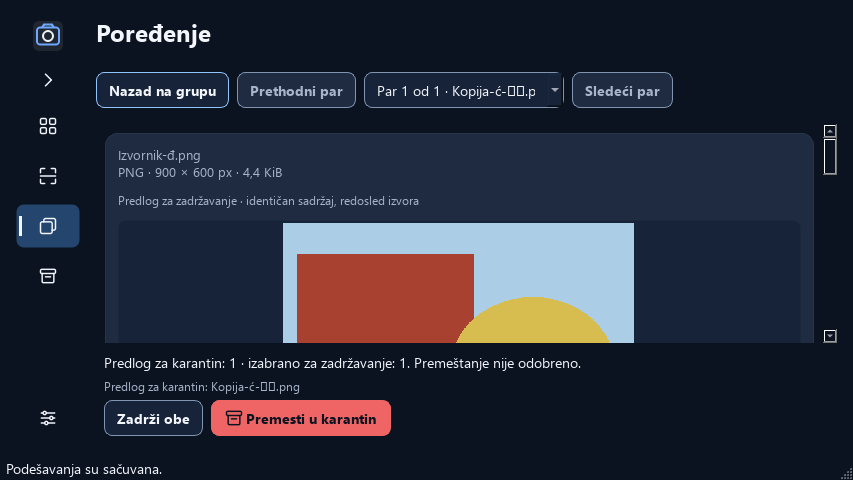 Poređenje
Nazad na grupu
Prethodni par
Par 1 od 1 · Kopija-ć-▯▯.p
Sledeći par
Izvornik-đ.png
PNG · 900 × 600 px · 4,4 KiB
Predlog za zadržavanje · identičan sadržaj, redosled izvora
Predlog za karantin: 1 · izabrano za zadržavanje: 1. Premeštanje nije odobreno.
Predlog za karantin: Kopija-ć-▯▯.png
Zadrži obe
Premesti u karantin
Podešavanja su sačuvana.